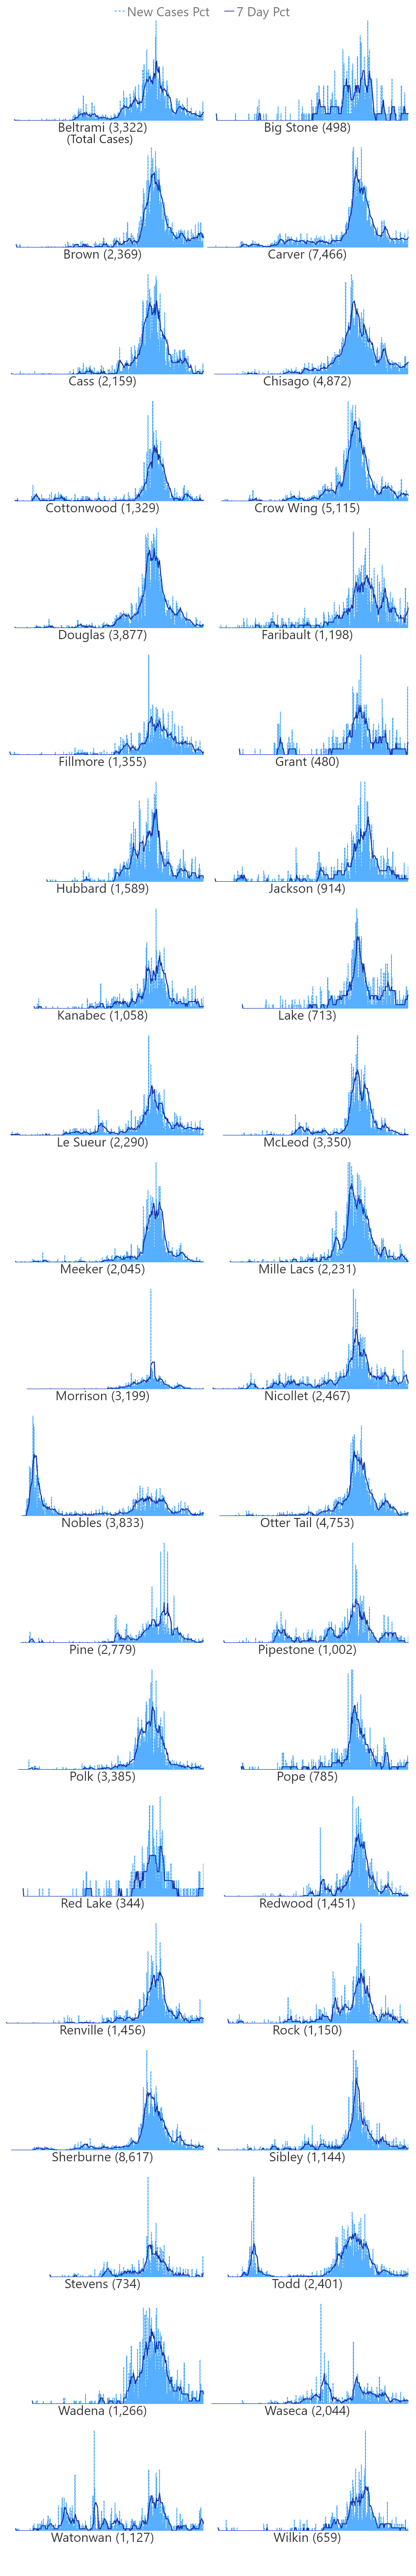 New Cases Pct 7 Day Pct
Beltrami (3,322) Big Stone (498)
(Total Cases)
Brown (2,369) Carver (7,466)
Cass (2,159) Chisago (4,872)
Cottonwood (1,329) Crow Wing (5,115)
Douglas (3,877) Faribault (1,198)
Fillmore (1,355) Grant (480)
Hubbard (1,589) Jackson (914)
Kanabec (1,058) Lake (713)
Le Sueur (2,290) McLeod (3,350)
Meeker (2,045) Mille Lacs (2,231)
Morrison (3,199) Nicollet (2,467)
Nobles (3,833) Otter Tail (4,753)
Pine (2,779) Pipestone (1,002)
Polk (3,385) Pope (785)
Red Lake (344) Redwood (1,451)
Renville (1,456) Rock (1,150)
Sherburne (8,617) Sibley (1,144)
Stevens (734) Todd (2,401)
Wadena (1,266) Waseca (2,044)
Watonwan (1,127) Wilkin (659)